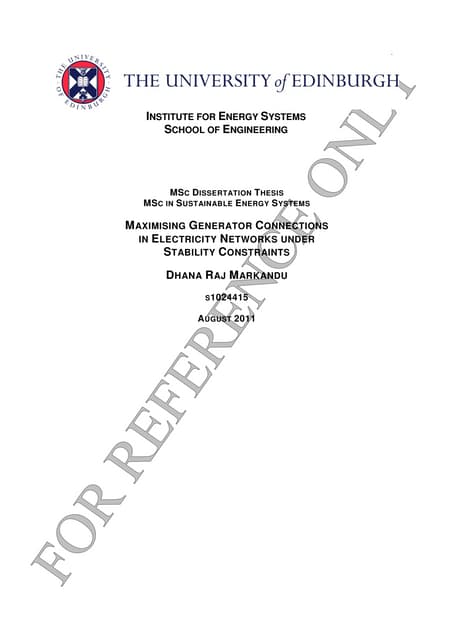 THE UNIVERSITY of EDINBURGH
THE UNIVERSITY OF EDINBURGH
INSTITUTE FOR ENERGY SYSTEMS
SCHOOL OF ENGINEERING
MSC DISSERTATION THESIS
MSC IN SUSTAINABLE ENERGY SYSTEMS
MAXIMISING GENERATOR CONNECTIONS
IN ELECTRICITY NETWORKS UNDER
STABILITY CONSTRAINTS
DHANA RAJ MARKANDU
S1024415
AUGUST 2011
FOR REFERENCE ONLY